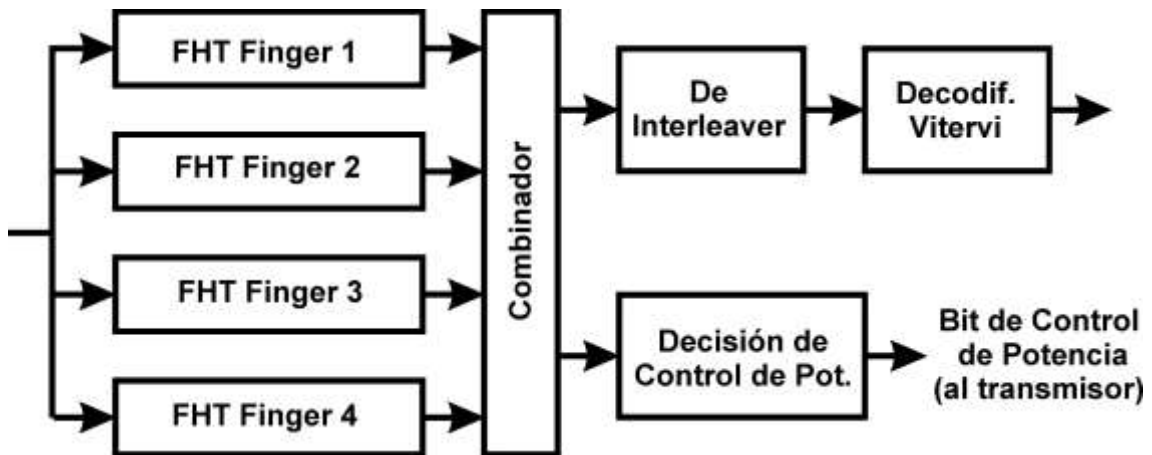 FHT Finger 1
FHT Finger 2
FHT Finger 3
FHT Finger 4
Combinador
De
Interleaver
Decodif.
Vitervi
Decisión de
Control de Pot.
Bit de Control
de Potencia
(al transmisor)